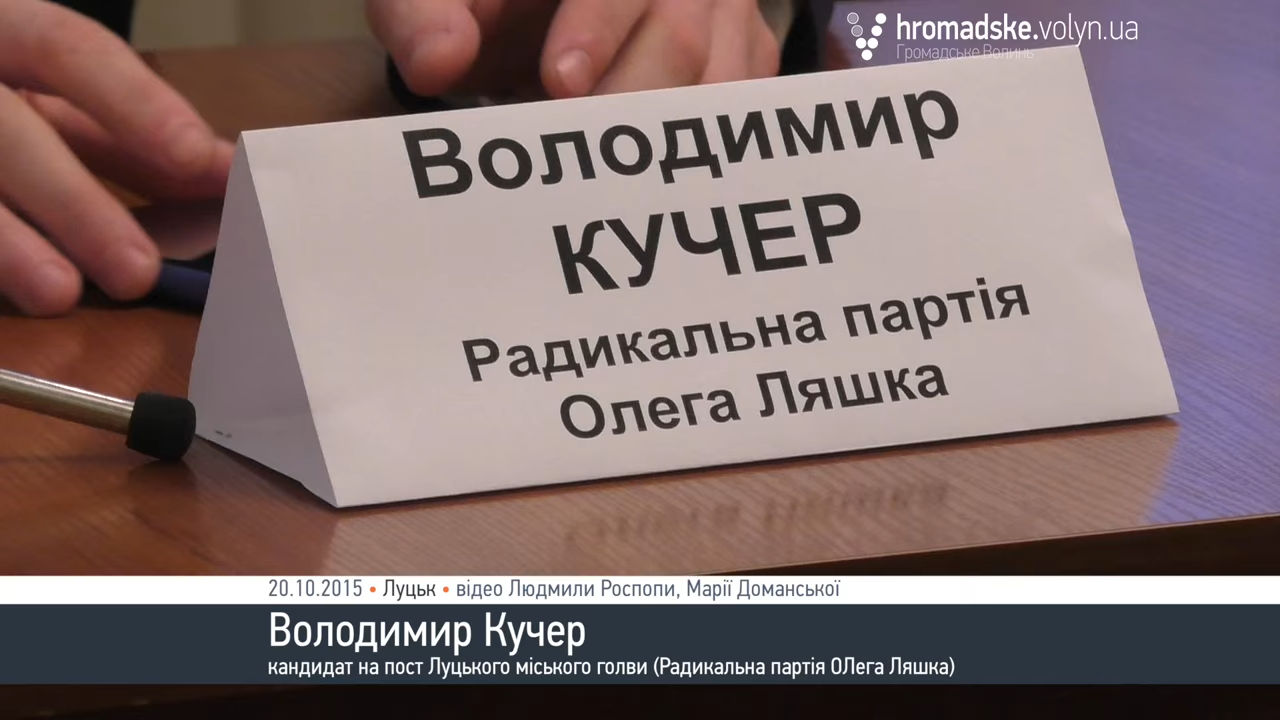 hromadske.volyn.ua
Громадське Волинь
Володимир
КУЧЕР
Радикальна партія
Олега Ляшка
20.10.2015 • Луцьк • відео Людмили Роспопи, Марії Доманської
Володимир Кучер
кандидат на пост Луцького міського голви (Радикальна партія ОЛега Ляшка)